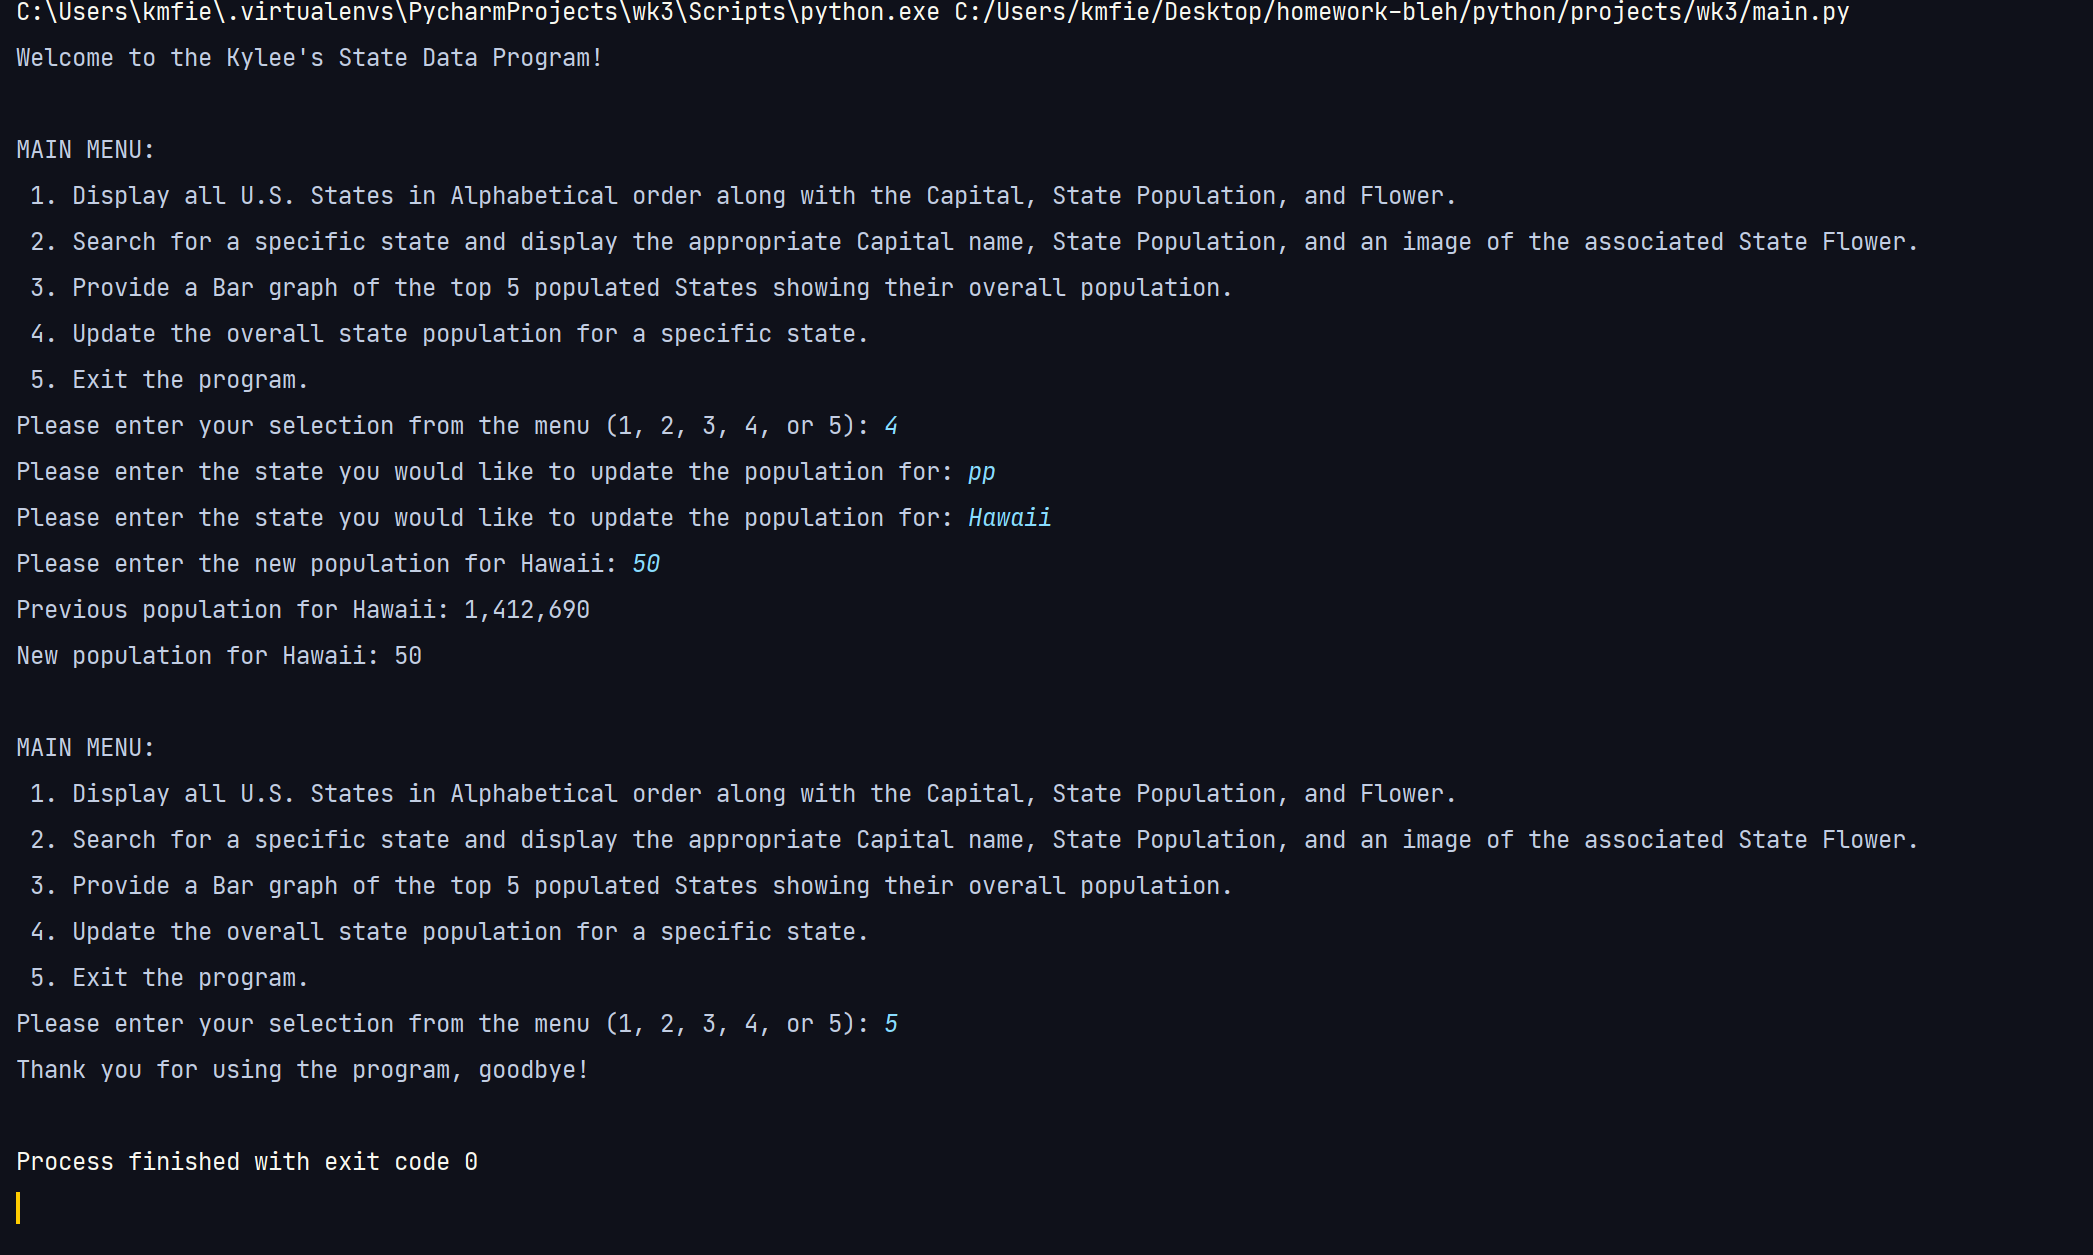 C:\Users\kmfie\.virtualenvs\PycharmProjects\wk3\Scripts\python.exe C:/Users/kmfie/Desktop/homework-bleh/python/projects/wk3/main.py
Welcome to the Kylee's State Data Program!
MAIN MENU:
1. Display all U.S. States in Alphabetical order along with the Capital, State Population, and Flower.
2. Search for a specific state and display the appropriate Capital name, State Population, and an image of the associated State Flower.
3. Provide a Bar graph of the top 5 populated States showing their overall population.
4. Update the overall state population for a specific state.
5. Exit the program.
Please enter your selection from the menu (1, 2, 3, 4, or 5): 4
Please enter the state you would like to update the population for: pp
Please enter the state you would like to update the population for: Hawaii
Please enter the new population for Hawaii: 50
Previous population for Hawaii: 1,412,690
New population for Hawaii: 50
MAIN MENU:
1. Display all U.S. States in Alphabetical order along with the Capital, State Population, and Flower.
2. Search for a specific state and display the appropriate Capital name, State Population, and an image of the associated State Flower.
3. Provide a Bar graph of the top 5 populated States showing their overall population.
4. Update the overall state population for a specific state.
5. Exit the program.
Please enter your selection from the menu (1, 2, 3, 4, or 5): 5
Thank you for using the program, goodbye!
Process finished with exit code 0